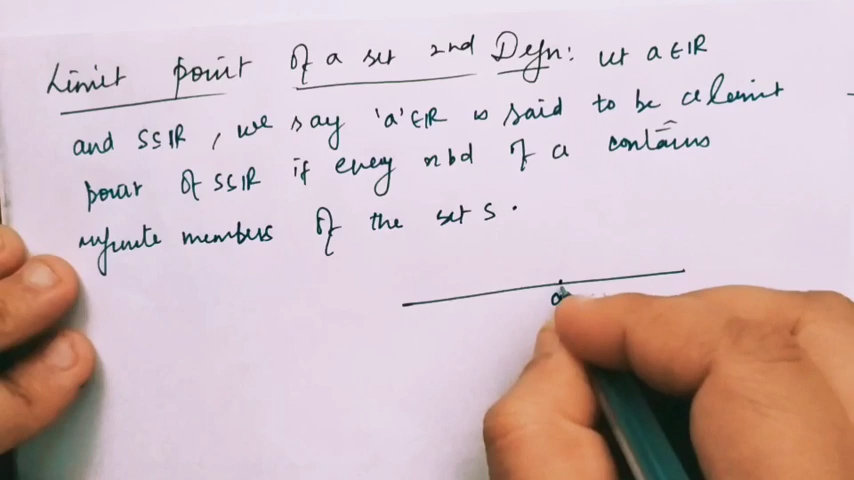 Limit point of a set 2nd Defn: let a ∈ IR
and S ⊆ IR, we say 'a' ∈ IR is said to be a limit
point of S ⊆ IR if every nbd of a contains
infinite members of the set S.
a